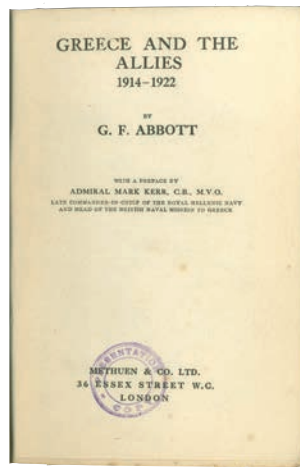 GREECE AND THE
ALLIES
1914–1922
BY
G. F. ABBOTT
WITH A PREFACE BY
ADMIRAL MARK KERR, C.B., M.V.O.
LATE COMMANDER-IN-CHIEF OF THE ROYAL HELLENIC NAVY
AND HEAD OF THE BRITISH NAVAL MISSION TO GREECE
METHUEN & CO. LTD.
36 ESSEX STREET W.C.
LONDON
PRESENTATION
COPY